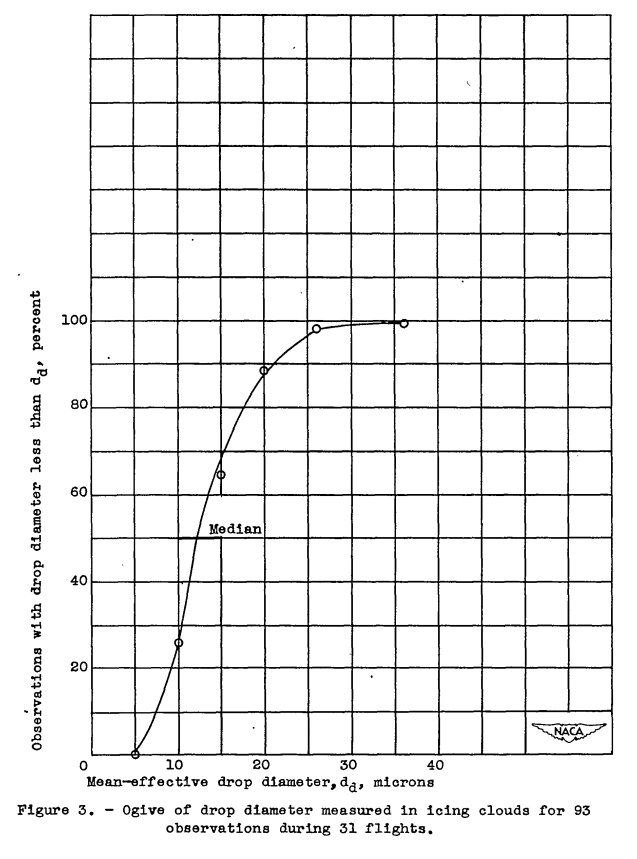 Observations with drop diameter less than d_d, percent
100
80
60
40
20
Median
NACA
0 10 20 30 40
Mean-effective drop diameter, d_d, microns
Figure 3. - Ogive of drop diameter measured in icing clouds for 93
observations during 31 flights.